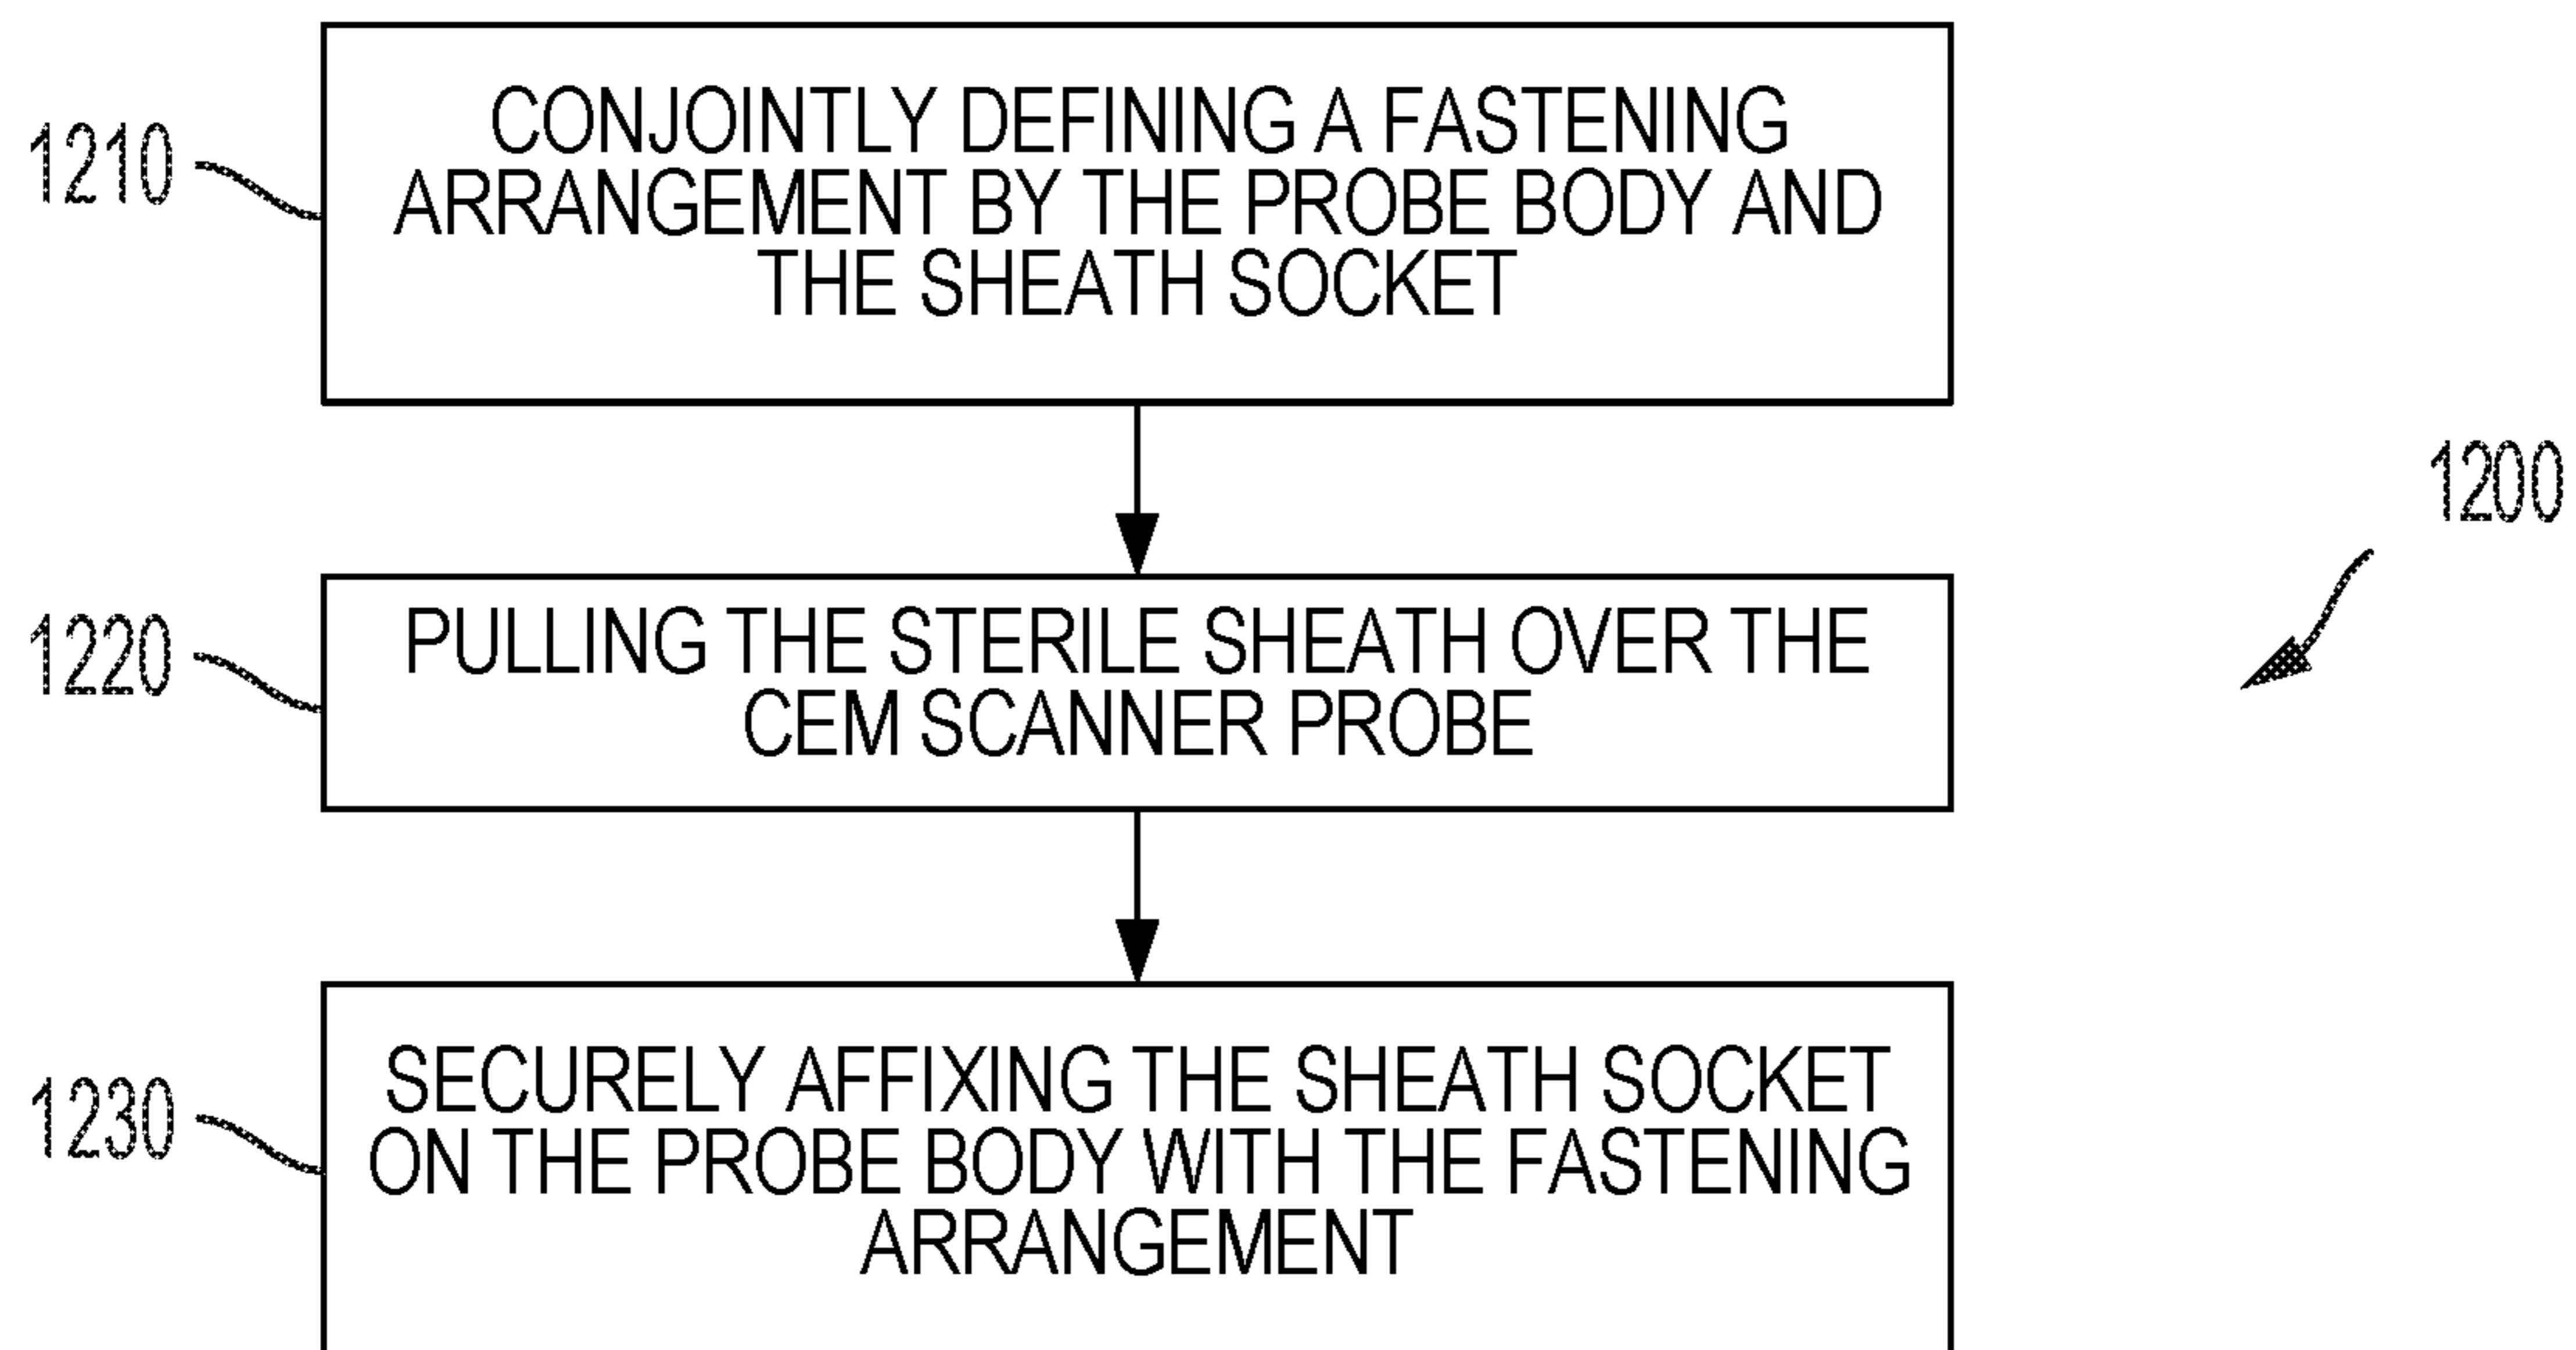 1210
CONJOINTLY DEFINING A FASTENING
ARRANGEMENT BY THE PROBE BODY AND
THE SHEATH SOCKET
1200
1220
PULLING THE STERILE SHEATH OVER THE
CEM SCANNER PROBE
1230
SECURELY AFFIXING THE SHEATH SOCKET
ON THE PROBE BODY WITH THE FASTENING
ARRANGEMENT